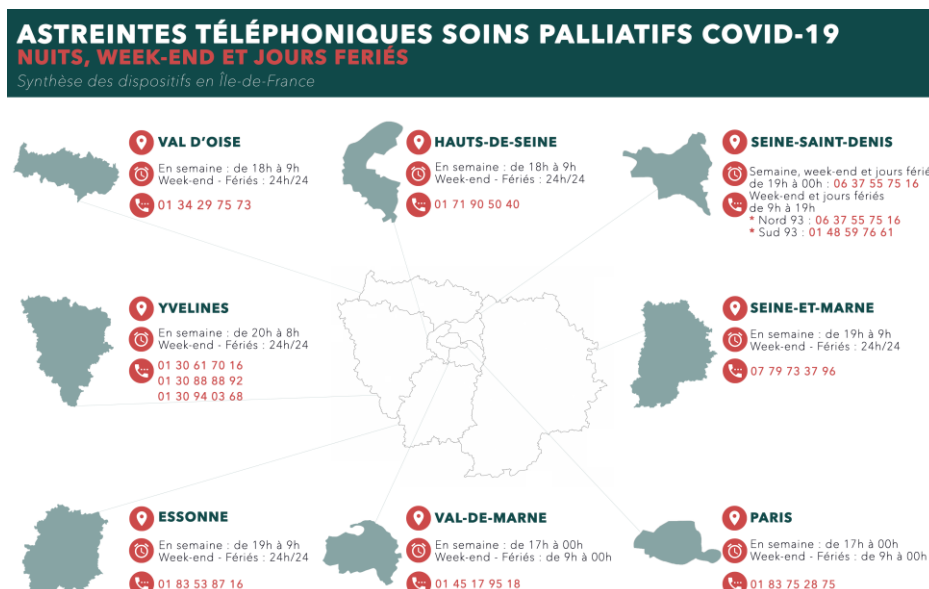 ASTREINTES TÉLÉPHONIQUES SOINS PALLIATIFS COVID-19
NUITS, WEEK-END ET JOURS FERIÉS
Synthèse des dispositifs en Île-de-France
VAL D'OISE
En semaine : de 18h à 9h
Week-end - Fériés : 24h/24
01 34 29 75 73
HAUTS-DE-SEINE
En semaine : de 18h à 9h
Week-end - Fériés : 24h/24
01 71 90 50 40
SEINE-SAINT-DENIS
Semaine, week-end et jours férié
de 19h à 00h : 06 37 55 75 16
Week-end et jours fériés
de 9h à 19h
* Nord 93 : 06 37 55 75 16
* Sud 93 : 01 48 59 76 61
YVELINES
En semaine : de 20h à 8h
Week-end - Fériés : 24h/24
01 30 61 70 16
01 30 88 88 92
01 30 94 03 68
SEINE-ET-MARNE
En semaine : de 19h à 9h
Week-end - Fériés : 24h/24
07 79 73 37 96
ESSONNE
En semaine : de 19h à 9h
Week-end - Fériés : 24h/24
01 83 53 87 16
VAL-DE-MARNE
En semaine : de 17h à 00h
Week-end - Fériés : de 9h à 00h
01 45 17 95 18
PARIS
En semaine : de 17h à 00h
Week-end - Fériés : de 9h à 00h
01 83 75 28 75